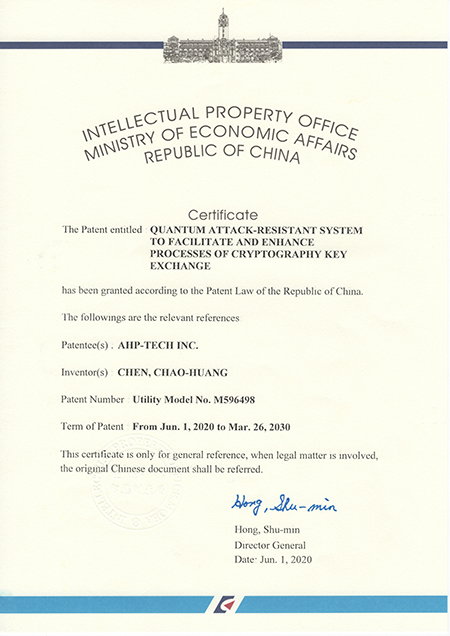 INTELLECTUAL PROPERTY OFFICE
MINISTRY OF ECONOMIC AFFAIRS
REPUBLIC OF CHINA
Certificate
The Patent entitled QUANTUM ATTACK-RESISTANT SYSTEM
TO FACILITATE AND ENHANCE
PROCESSES OF CRYPTOGRAPHY KEY
EXCHANGE
has been granted according to the Patent Law of the Republic of China.
The followings are the relevant references
Patentee(s) . AHP-TECH INC.
Inventor(s) CHEN, CHAO-HUANG
Patent Number Utility Model No. M596498
Term of Patent From Jun. 1, 2020 to Mar. 26, 2030
This certificate is only for general reference, when legal matter is involved,
the original Chinese document shall be referred.
Hong, Shu-min
Hong, Shu-min
Director General
Date: Jun. 1, 2020